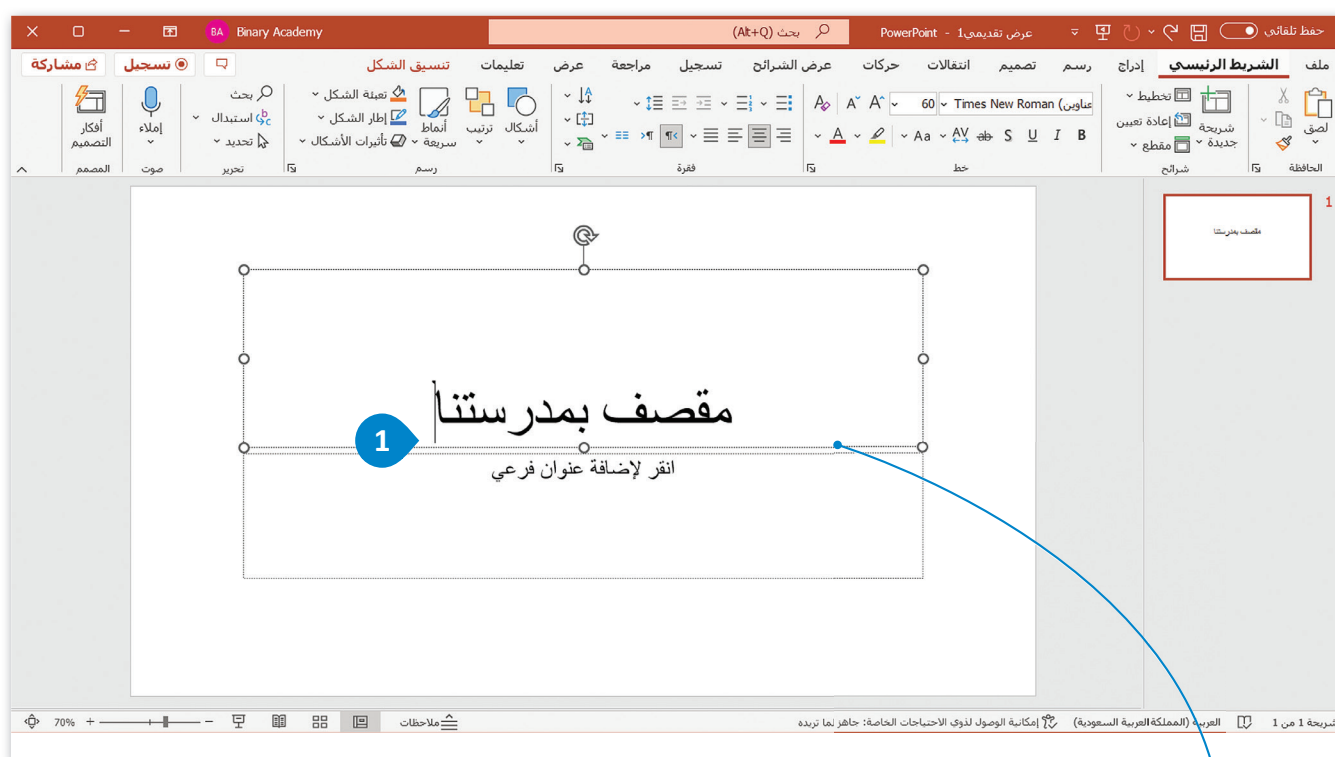 حفظ تلقائي
عرض تقديمي1 - PowerPoint
بحث (Alt+Q)
Binary Academy
BA
ملف الشريط الرئيسي إدراج رسم تصميم انتقالات حركات عرض الشرائح تسجيل مراجعة عرض تعليمات تنسيق الشكل
تسجيل
مشاركة
لصق
الحافظة
شريحة جديدة
تخطيط
إعادة تعيين
مقطع
شرائح
Times New Roman (عناوين
60
A A
B I U S ab AV Aa A
خط
فقرة
أشكال
ترتيب
أنماط سريعة
تعبئة الشكل
إطار الشكل
تأثيرات الأشكال
رسم
بحث
استبدال
تحديد
تحرير
إملاء
صوت
أفكار التصميم
المصمم
1
مقصف بمدرستنا
مقصف بمدرستنا
1
انقر لإضافة عنوان فرعي
شريحة 1 من 1
العربية (المملكة العربية السعودية)
إمكانية الوصول لذوي الاحتياجات الخاصة: جاهز لما تريده
ملاحظات
70%